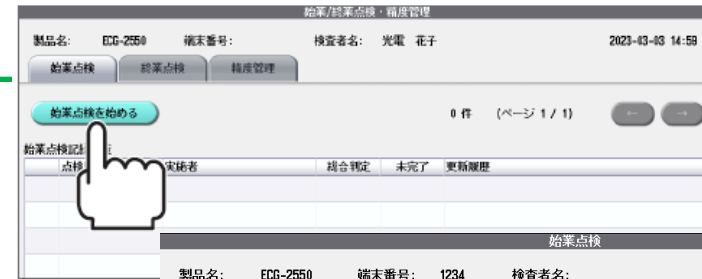 始業/終業点検・精度管理
製品名: ECG-2550 端末番号: 検査者名: 光電 花子 2023-03-03 14:59
始業点検 終業点検 精度管理
始業点検を始める 0 件 (ページ 1 / 1) ← →
始業点検記
点検 実施者 総合判定 未完了 更新履歴
始業点検
製品名: ECG-2550 端末番号: 1234 検査者名: